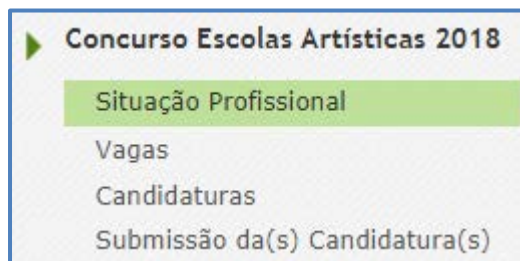 Concurso Escolas Artísticas 2018
Situação Profissional
Vagas
Candidaturas
Submissão da(s) Candidatura(s)